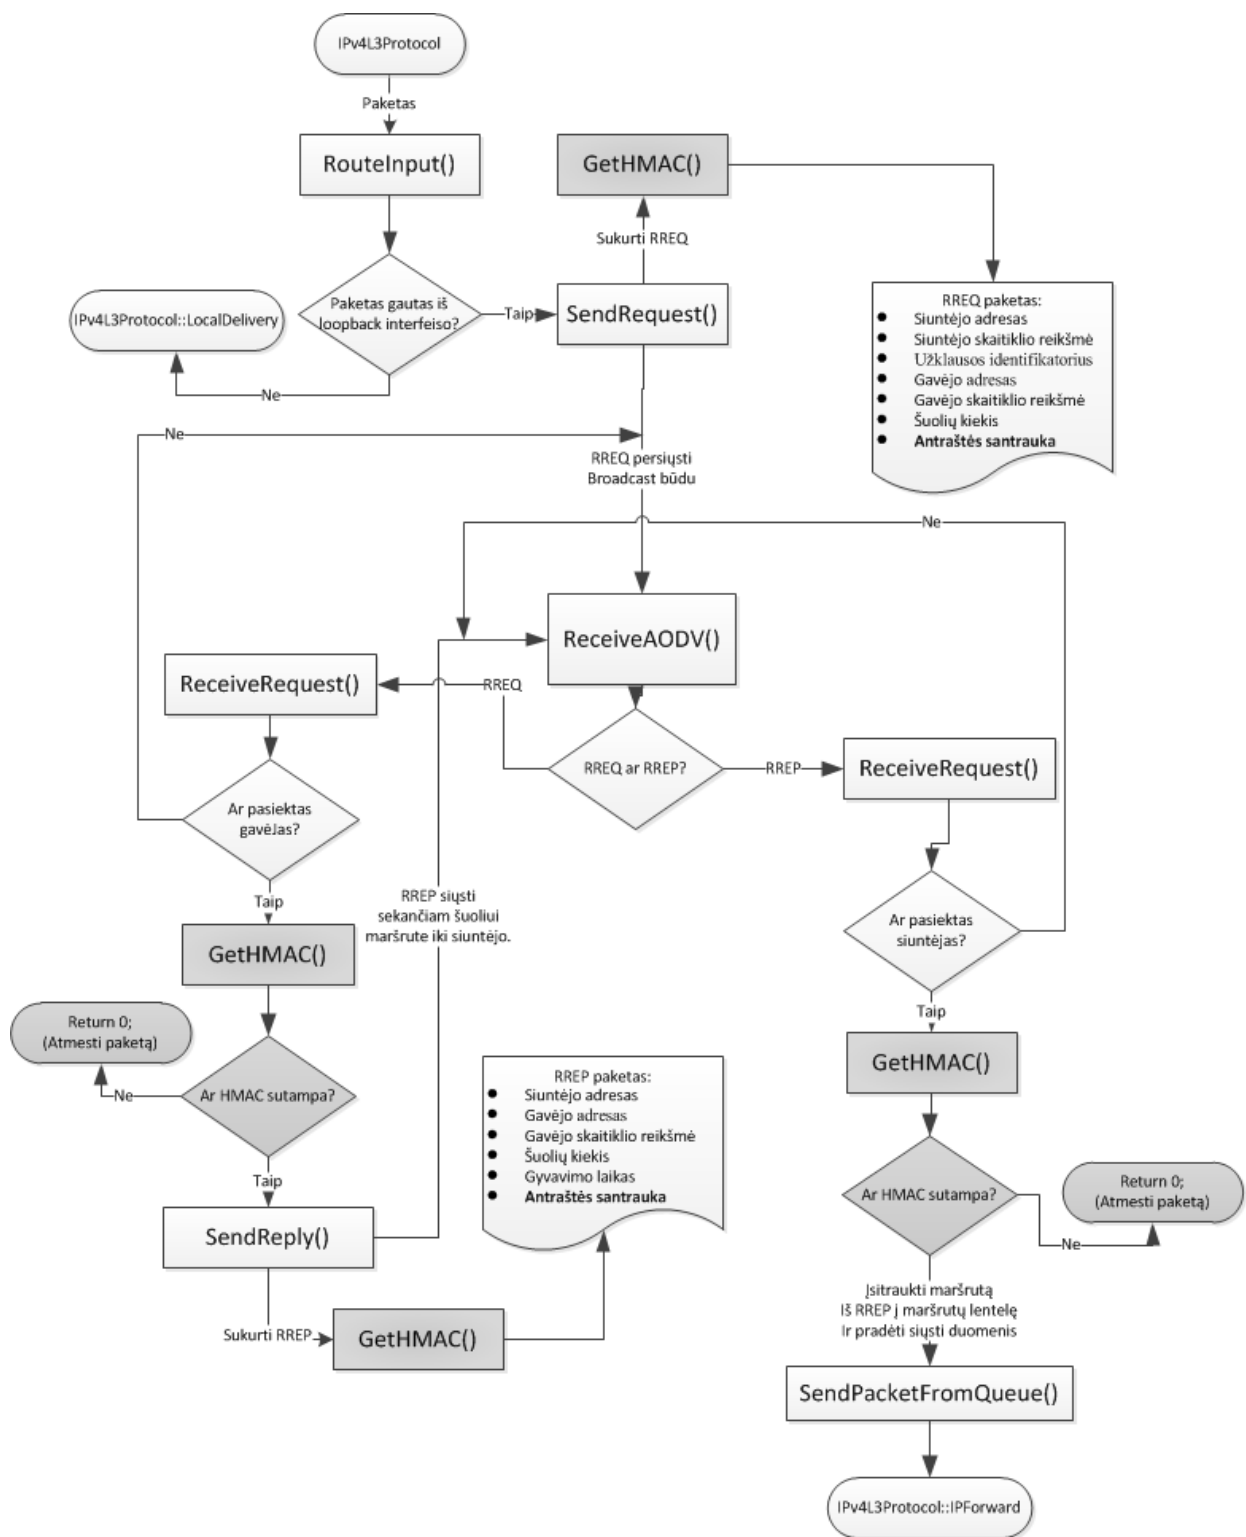 IPv4L3Protocol
Paketas
RouteInput()
GetHMAC()
Sukurti RREQ
Paketas gautas iš
loopback interfeiso?
Taip
SendRequest()
IPv4L3Protocol::LocalDelivery
Ne
RREQ paketas:
● Siuntėjo adresas
● Siuntėjo skaitiklio reikšmė
● Užklausos identifikatorius
● Gavėjo adresas
● Gavėjo skaitiklio reikšmė
● Šuolių kiekis
● Antraštės santrauka
Ne
RREQ persiųsti
Broadcast būdu
Ne
ReceiveAODV()
ReceiveRequest()
RREQ
RREQ ar RREP?
RREP
ReceiveRequest()
Ar pasiektas
gavėjas?
Taip
RREP siųsti
sekančiam šuoliui
maršrute iki siuntėjo.
Ar pasiektas
siuntėjas?
Taip
GetHMAC()
Return 0;
(Atmesti paketą)
Ne
Ar HMAC sutampa?
Taip
SendReply()
Sukurti RREP
GetHMAC()
RREP paketas:
● Siuntėjo adresas
● Gavėjo adresas
● Gavėjo skaitiklio reikšmė
● Šuolių kiekis
● Gyvavimo laikas
● Antraštės santrauka
GetHMAC()
Ar HMAC sutampa?
Return 0;
(Atmesti paketą)
Ne
Įsitraukti maršrutą
Iš RREP į maršrutų lentelę
Ir pradėti siųsti duomenis
SendPacketFromQueue()
IPv4L3Protocol::IPForward